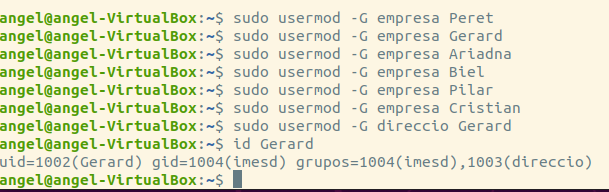 angel@angel-VirtualBox:~$ sudo usermod -G empresa Peret
angel@angel-VirtualBox:~$ sudo usermod -G empresa Gerard
angel@angel-VirtualBox:~$ sudo usermod -G empresa Ariadna
angel@angel-VirtualBox:~$ sudo usermod -G empresa Biel
angel@angel-VirtualBox:~$ sudo usermod -G empresa Pilar
angel@angel-VirtualBox:~$ sudo usermod -G empresa Cristian
angel@angel-VirtualBox:~$ sudo usermod -G direccio Gerard
angel@angel-VirtualBox:~$ id Gerard
uid=1002(Gerard) gid=1004(imesd) grupos=1004(imesd),1003(direccio)
angel@angel-VirtualBox:~$